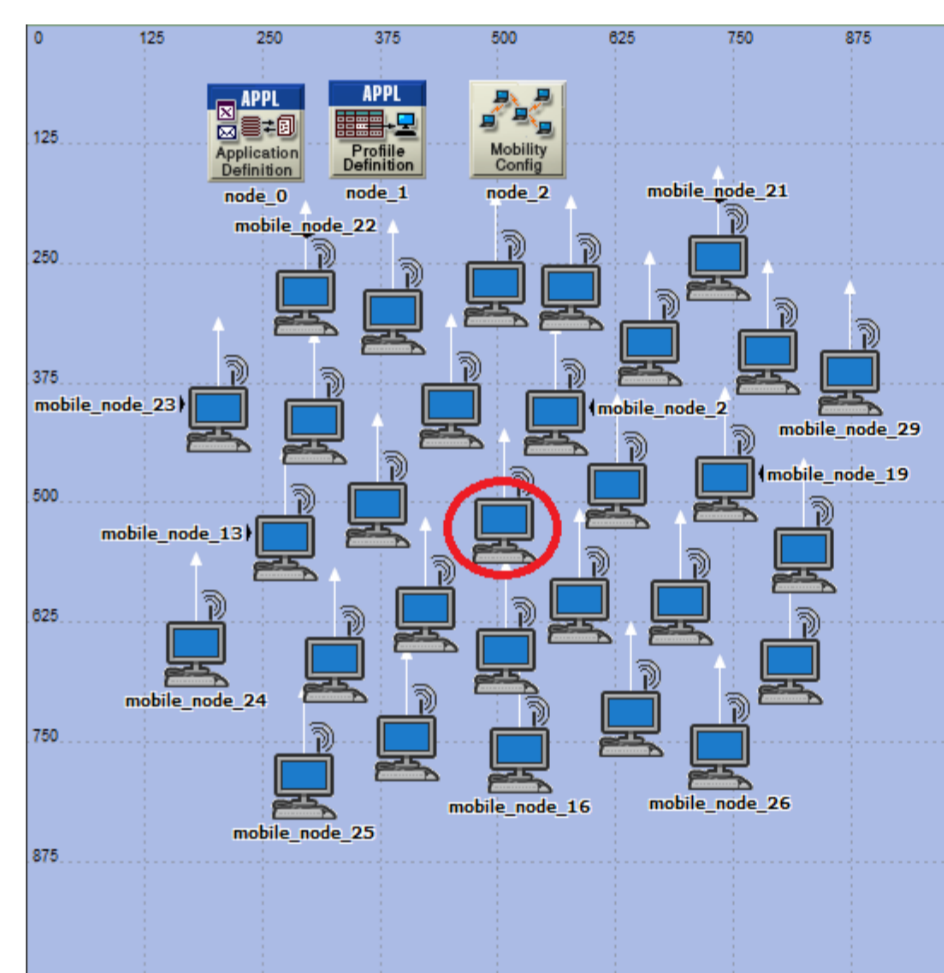 0 125 250 375 500 625 750 875
APPL APPL
Application Profiile Mobility
Definition Definition Config
125
node_0 node_1 node_2 mobile_node_21
mobile_node_22
250
375
mobile_node_23 mobile_node_2
mobile_node_29
mobile_node_19
500
mobile_node_13
625
mobile_node_24
750
mobile_node_16 mobile_node_26
mobile_node_25
875